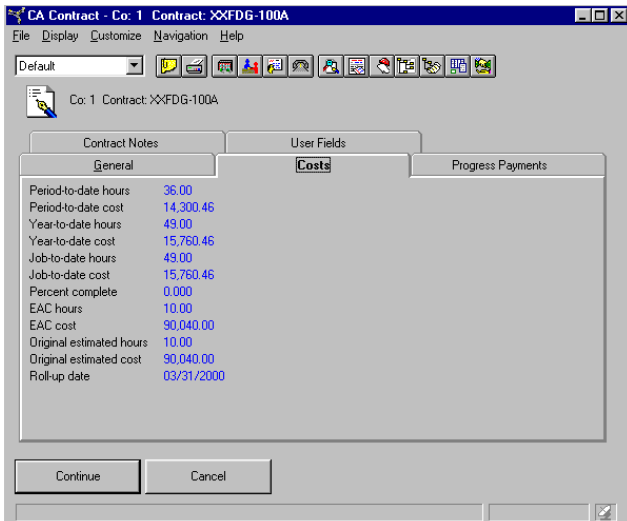 CA Contract - Co: 1 Contract: XXFDG-100A
File Display Customize Navigation Help
Default
Co: 1 Contract: XXFDG-100A
Contract Notes User Fields
General Costs Progress Payments
Period-to-date hours 36.00
Period-to-date cost 14,300.46
Year-to-date hours 49.00
Year-to-date cost 15,760.46
Job-to-date hours 49.00
Job-to-date cost 15,760.46
Percent complete 0.000
EAC hours 10.00
EAC cost 90,040.00
Original estimated hours 10.00
Original estimated cost 90,040.00
Roll-up date 03/31/2000
Continue Cancel